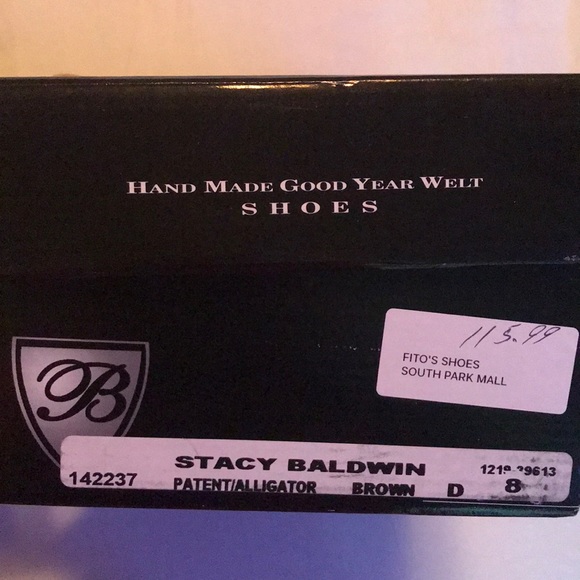 HAND MADE GOOD YEAR WELT
SHOES
115.99
FITO'S SHOES
SOUTH PARK MALL
B
STACY BALDWIN
142237 PATENT/ALLIGATOR BROWN D 8